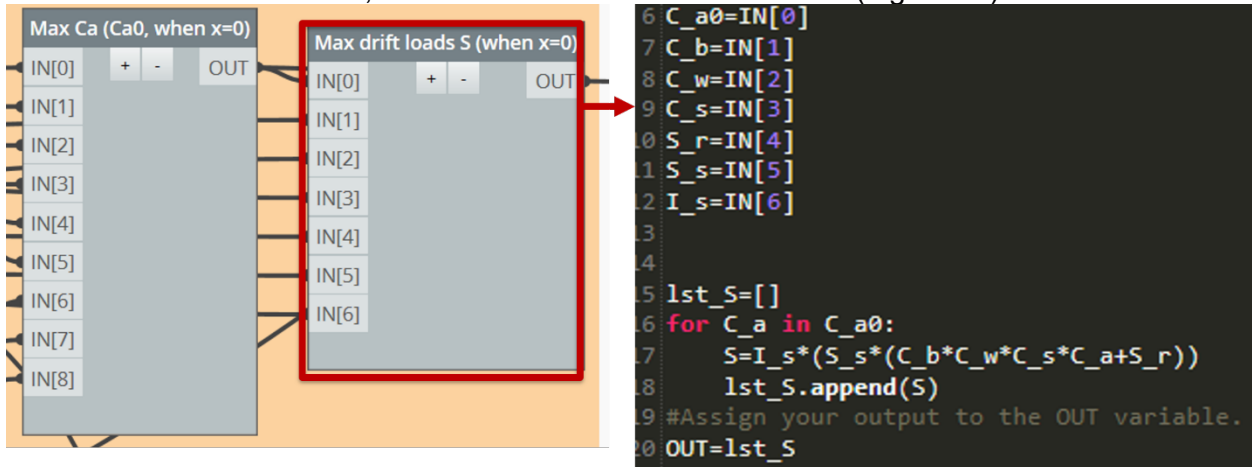 Max Ca (Ca0, when x=0)
IN[0] + - OUT
IN[1]
IN[2]
IN[3]
IN[4]
IN[5]
IN[6]
IN[7]
IN[8]
Max drift loads S (when x=0)
IN[0] + - OUT
IN[1]
IN[2]
IN[3]
IN[4]
IN[5]
IN[6]
6 C_a0=IN[0]
7 C_b=IN[1]
8 C_w=IN[2]
9 C_s=IN[3]
10 S_r=IN[4]
11 S_s=IN[5]
12 I_s=IN[6]
13
14
15 lst_S=[]
16 for C_a in C_a0:
17 S=I_s*(S_s*(C_b*C_w*C_s*C_a+S_r))
18 lst_S.append(S)
19 #Assign your output to the OUT variable.
20 OUT=lst_S